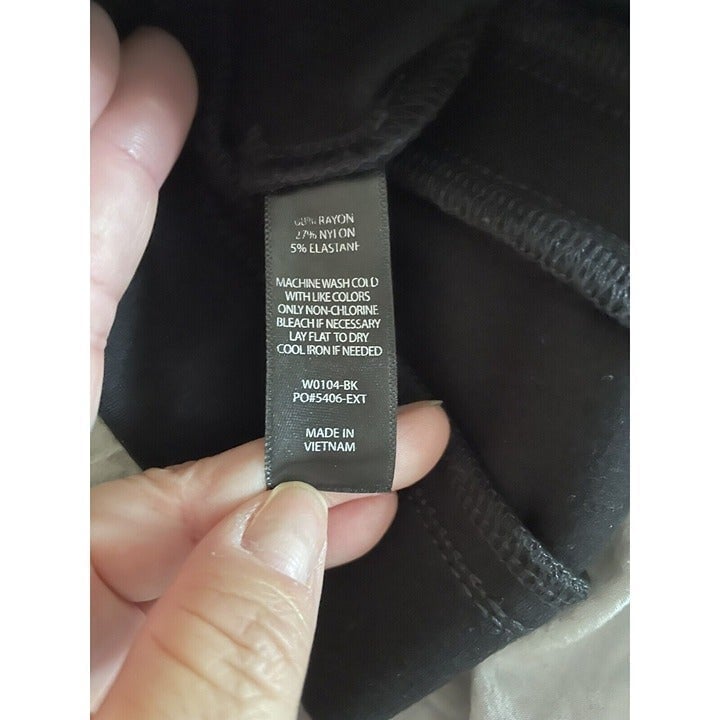 68% RAYON
27% NYLON
5% ELASTANE
MACHINE WASH COLD
WITH LIKE COLORS
ONLY NON-CHLORINE
BLEACH IF NECESSARY
LAY FLAT TO DRY
COOL IRON IF NEEDED
W0104-BK
PO#5406-EXT
MADE IN
VIETNAM